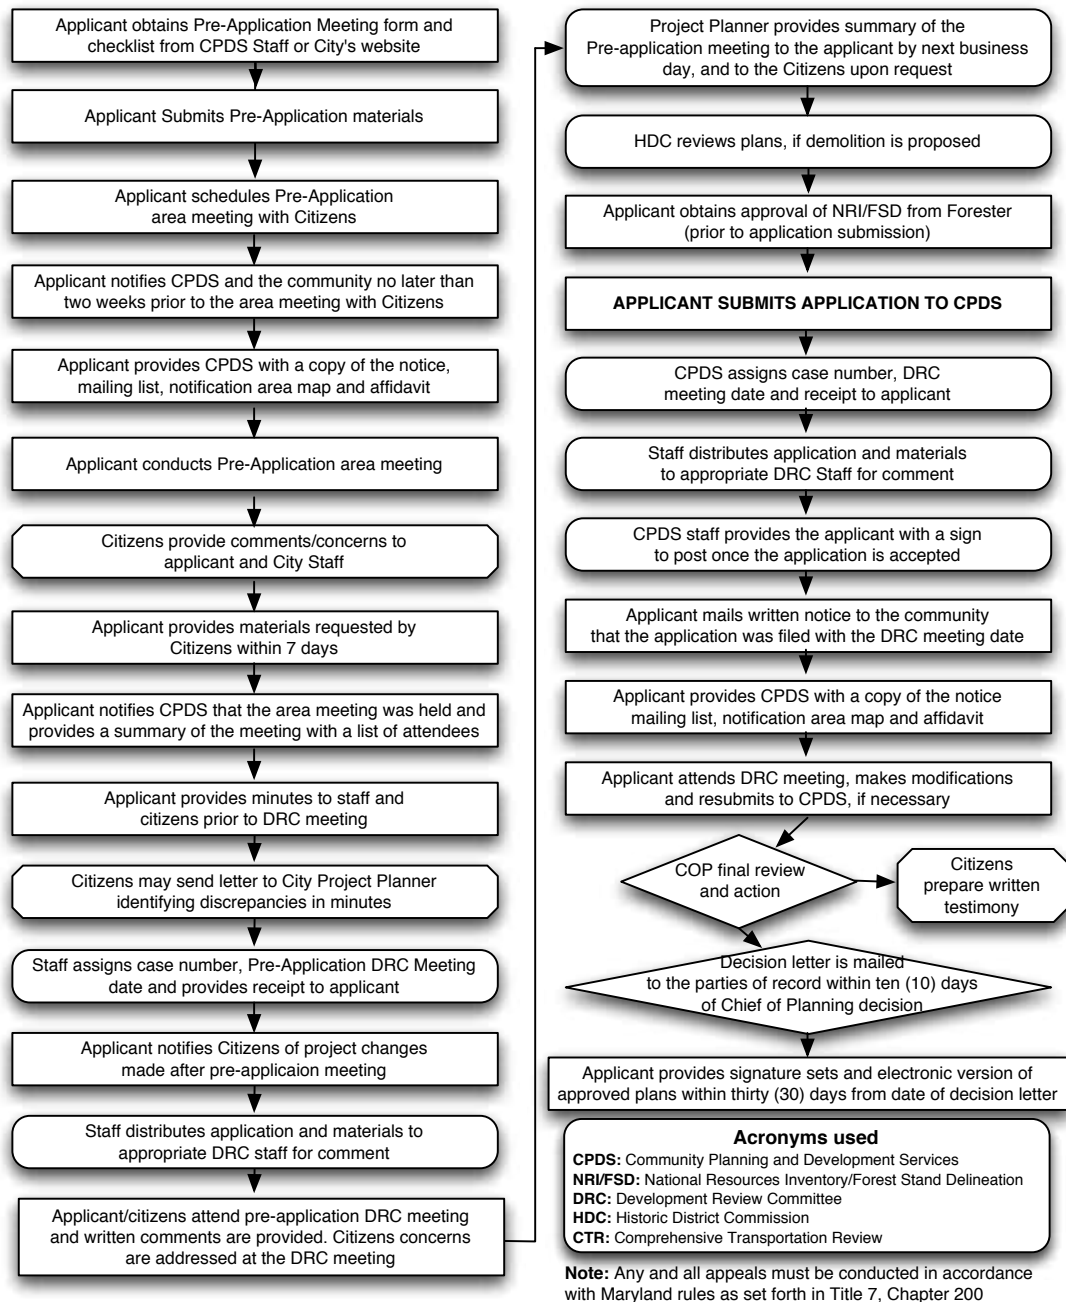 Applicant obtains Pre-Application Meeting form and
checklist from CPDS Staff or City's website
Applicant Submits Pre-Application materials
Applicant schedules Pre-Application
area meeting with Citizens
Applicant notifies CPDS and the community no later than
two weeks prior to the area meeting with Citizens
Applicant provides CPDS with a copy of the notice,
mailing list, notification area map and affidavit
Applicant conducts Pre-Application area meeting
Citizens provide comments/concerns to
applicant and City Staff
Applicant provides materials requested by
Citizens within 7 days
Applicant notifies CPDS that the area meeting was held and
provides a summary of the meeting with a list of attendees
Applicant provides minutes to staff and
citizens prior to DRC meeting
Citizens may send letter to City Project Planner
identifying discrepancies in minutes
Staff assigns case number, Pre-Application DRC Meeting
date and provides receipt to applicant
Applicant notifies Citizens of project changes
made after pre-applicaion meeting
Staff distributes application and materials to
appropriate DRC staff for comment
Applicant/citizens attend pre-application DRC meeting
and written comments are provided. Citizens concerns
are addressed at the DRC meeting
Project Planner provides summary of the
Pre-application meeting to the applicant by next business
day, and to the Citizens upon request
HDC reviews plans, if demolition is proposed
Applicant obtains approval of NRI/FSD from Forester
(prior to application submission)
APPLICANT SUBMITS APPLICATION TO CPDS
CPDS assigns case number, DRC
meeting date and receipt to applicant
Staff distributes application and materials
to appropriate DRC Staff for comment
CPDS staff provides the applicant with a sign
to post once the application is accepted
Applicant mails written notice to the community
that the application was filed with the DRC meeting date
Applicant provides CPDS with a copy of the notice
mailing list, notification area map and affidavit
Applicant attends DRC meeting, makes modifications
and resubmits to CPDS, if necessary
COP final review
and action
Citizens
prepare written
testimony
Decision letter is mailed
to the parties of record within ten (10) days
of Chief of Planning decision
Applicant provides signature sets and electronic version of
approved plans within thirty (30) days from date of decision letter
Acronyms used
CPDS: Community Planning and Development Services
NRI/FSD: National Resources Inventory/Forest Stand Delineation
DRC: Development Review Committee
HDC: Historic District Commission
CTR: Comprehensive Transportation Review
Note: Any and all appeals must be conducted in accordance
with Maryland rules as set forth in Title 7, Chapter 200